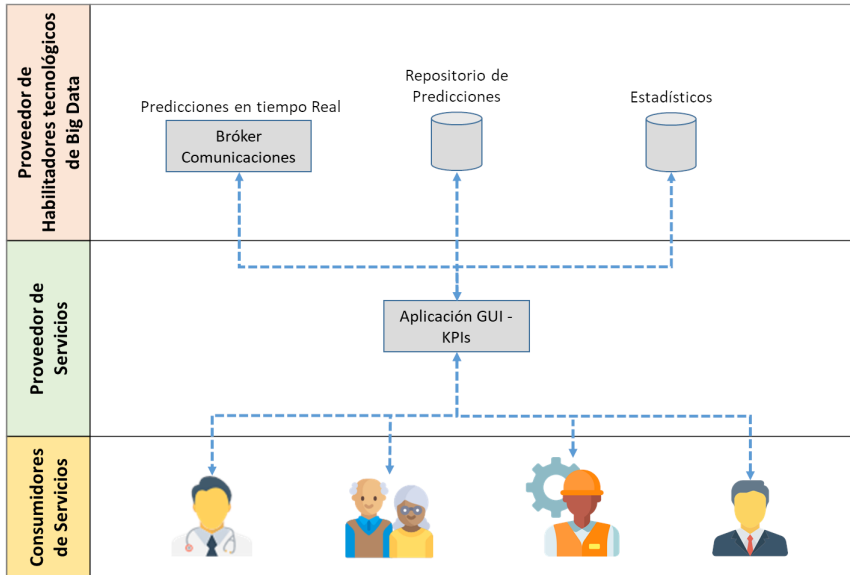 Proveedor de
Habilitadores tecnológicos
de Big Data
Predicciones en tiempo Real
Bróker
Comunicaciones
Repositorio de
Predicciones
Estadísticos
Proveedor de
Servicios
Aplicación GUI -
KPIs
Consumidores
de Servicios